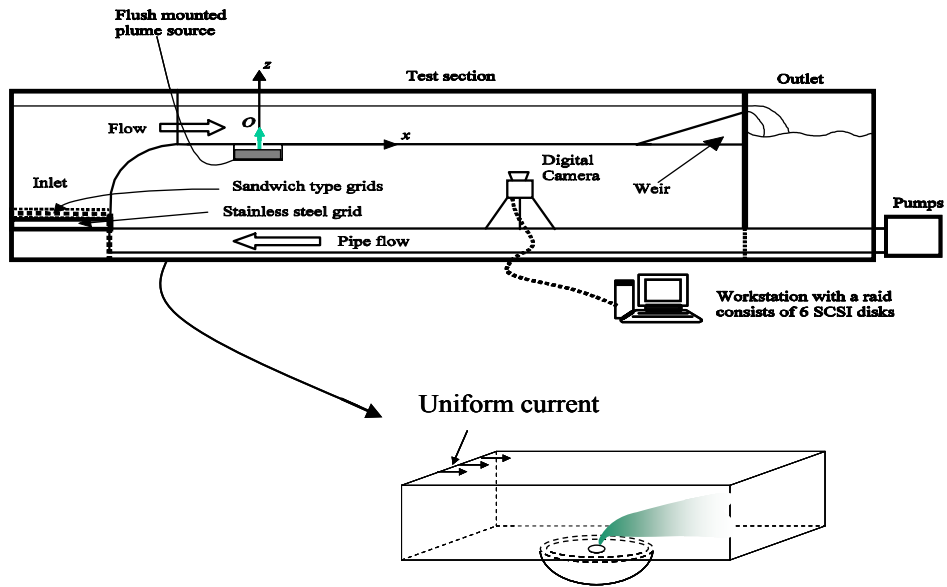 Flush mounted
plume source
z
Test section
Outlet
Flow
O
x
Digital
Camera
Inlet
Sandwich type grids
Weir
Stainless steel grid
Pumps
Pipe flow
Workstation with a raid
consists of 6 SCSI disks
Uniform current